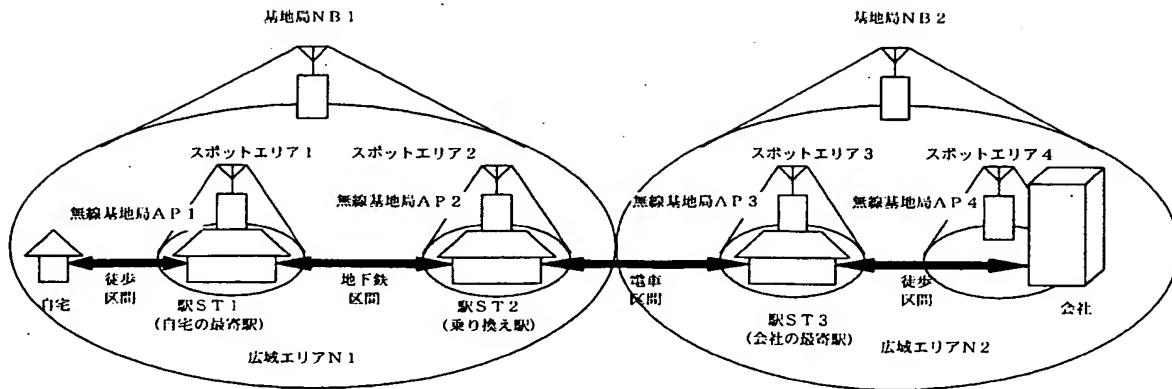 基地局NB1
基地局NB2
スポットエリア1
スポットエリア2
スポットエリア3
スポットエリア4
無線基地局AP1
無線基地局AP2
無線基地局AP3
無線基地局AP4
自宅
徒歩
区間
駅ST1
(自宅の最寄駅)
地下鉄
区間
駅ST2
(乗り換え駅)
電車
区間
駅ST3
(会社の最寄駅)
徒歩
区間
会社
広域エリアN1
広域エリアN2